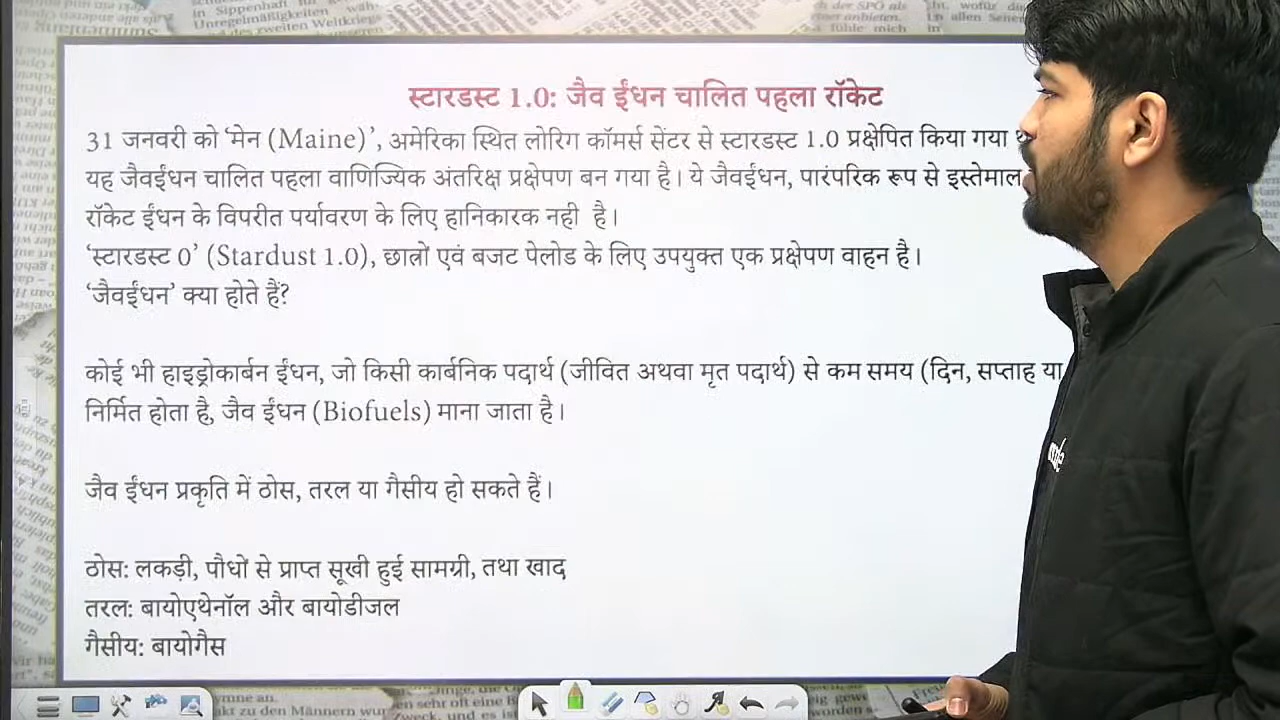 स्टारडस्ट 1.0: जैव ईंधन चालित पहला रॉकेट
31 जनवरी को ‘मेन (Maine)’, अमेरिका स्थित लोरिग कॉमर्स सेंटर से स्टारडस्ट 1.0 प्रक्षेपित किया गया
यह जैवईंधन चालित पहला वाणिज्यिक अंतरिक्ष प्रक्षेपण बन गया है। ये जैवईंधन, पारंपरिक रूप से इस्तेमाल
रॉकेट ईंधन के विपरीत पर्यावरण के लिए हानिकारक नही है।
‘स्टारडस्ट 0’ (Stardust 1.0), छात्रों एवं बजट पेलोड के लिए उपयुक्त एक प्रक्षेपण वाहन है।
‘जैवईंधन’ क्या होते हैं?
कोई भी हाइड्रोकार्बन ईंधन, जो किसी कार्बनिक पदार्थ (जीवित अथवा मृत पदार्थ) से कम समय (दिन, सप्ताह या
निर्मित होता है, जैव ईंधन (Biofuels) माना जाता है।
जैव ईंधन प्रकृति में ठोस, तरल या गैसीय हो सकते हैं।
ठोस: लकड़ी, पौधों से प्राप्त सूखी हुई सामग्री, तथा खाद
तरल: बायोएथेनॉल और बायोडीजल
गैसीय: बायोगैस